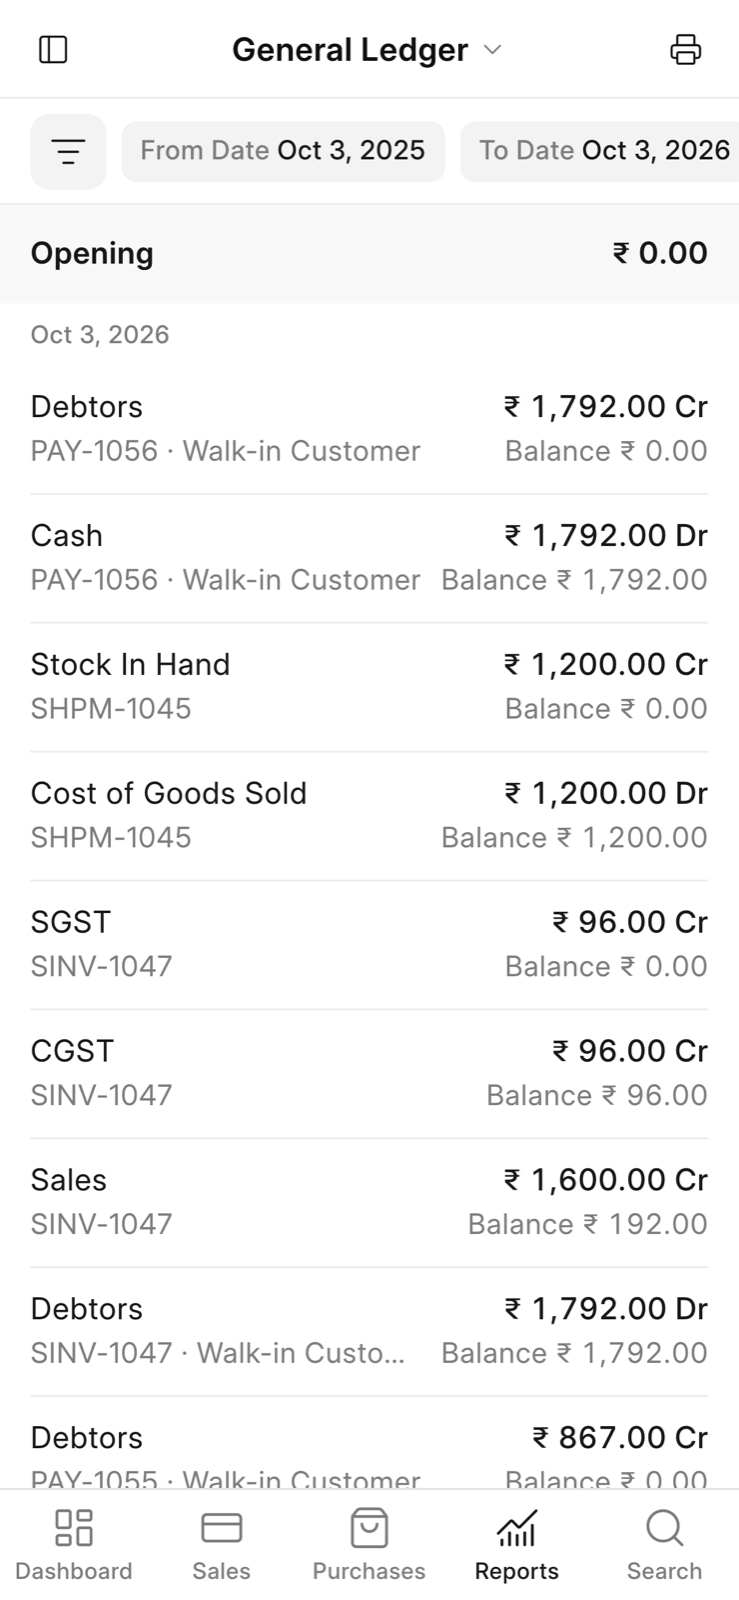 General Ledger
From Date Oct 3, 2025 To Date Oct 3, 2026
Opening ₹ 0.00
Oct 3, 2026
Debtors ₹ 1,792.00 Cr
PAY-1056 · Walk-in Customer Balance ₹ 0.00
Cash ₹ 1,792.00 Dr
PAY-1056 · Walk-in Customer Balance ₹ 1,792.00
Stock In Hand ₹ 1,200.00 Cr
SHPM-1045 Balance ₹ 0.00
Cost of Goods Sold ₹ 1,200.00 Dr
SHPM-1045 Balance ₹ 1,200.00
SGST ₹ 96.00 Cr
SINV-1047 Balance ₹ 0.00
CGST ₹ 96.00 Cr
SINV-1047 Balance ₹ 96.00
Sales ₹ 1,600.00 Cr
SINV-1047 Balance ₹ 192.00
Debtors ₹ 1,792.00 Dr
SINV-1047 · Walk-in Custo... Balance ₹ 1,792.00
Debtors ₹ 867.00 Cr
PAY-1055 · Walk-in Customer Balance ₹ 0.00
Dashboard Sales Purchases Reports Search